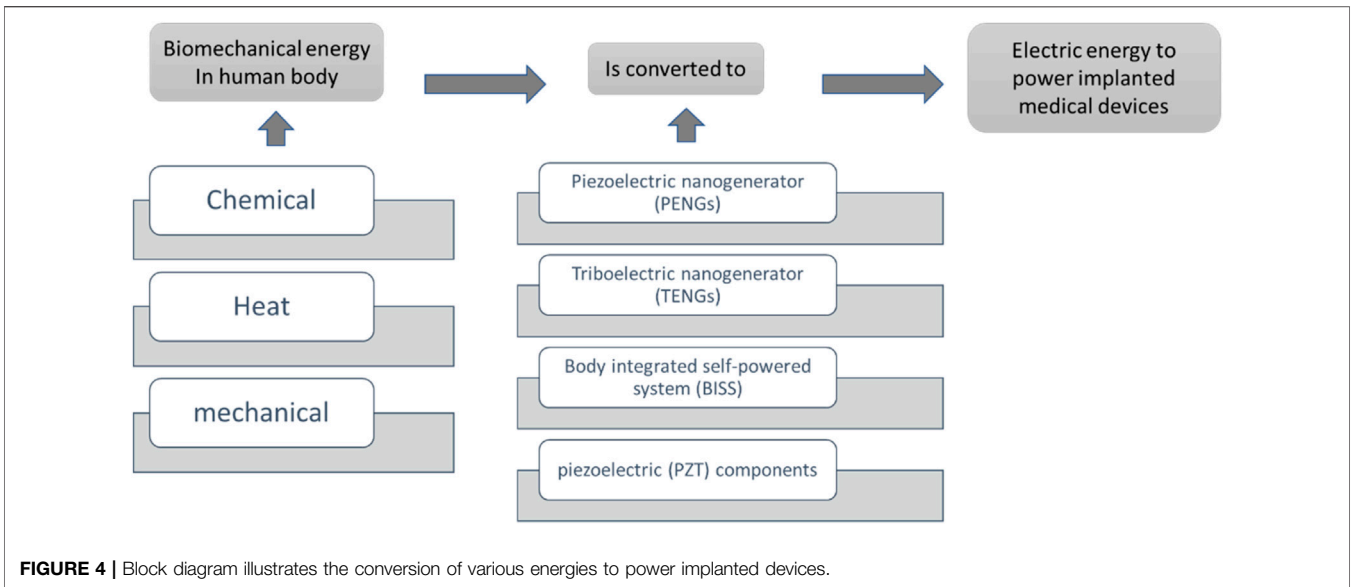 Biomechanical energy
In human body
Is converted to
Electric energy to
power implanted
medical devices
Chemical
Heat
mechanical
Piezoelectric nanogenerator
(PENGs)
Triboelectric nanogenerator
(TENGs)
Body integrated self-powered
system (BISS)
piezoelectric (PZT) components
FIGURE 4 | Block diagram illustrates the conversion of various energies to power implanted devices.